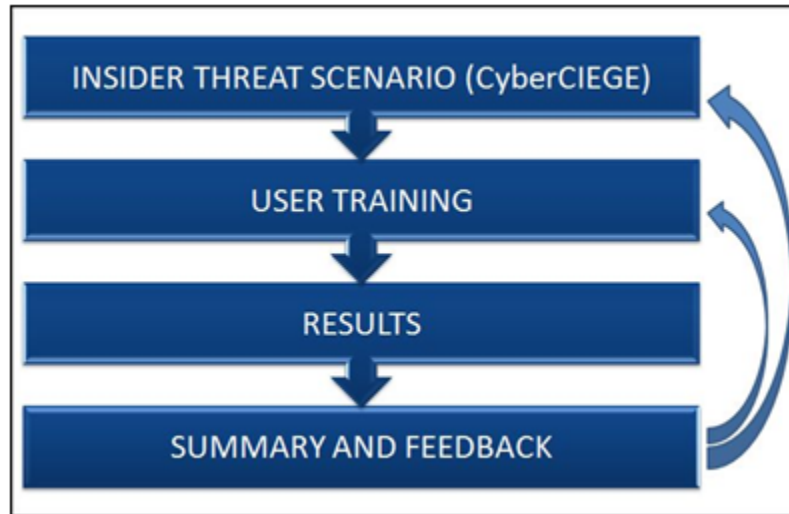 INSIDER THREAT SCENARIO (CyberCIEGE)
USER TRAINING
RESULTS
SUMMARY AND FEEDBACK